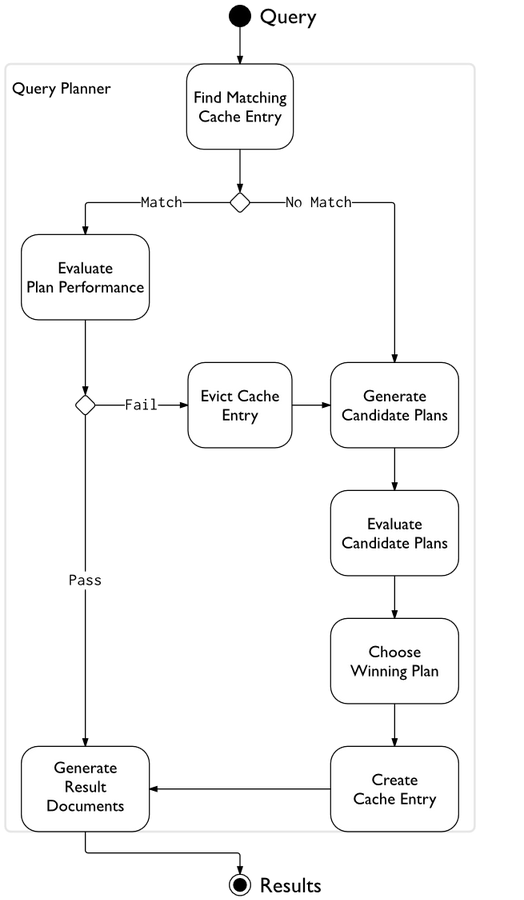 Query
Query Planner
Find Matching
Cache Entry
Match
No Match
Evaluate
Plan Performance
Fail
Evict Cache
Entry
Generate
Candidate Plans
Evaluate
Candidate Plans
Pass
Choose
Winning Plan
Generate
Result
Documents
Create
Cache Entry
Results